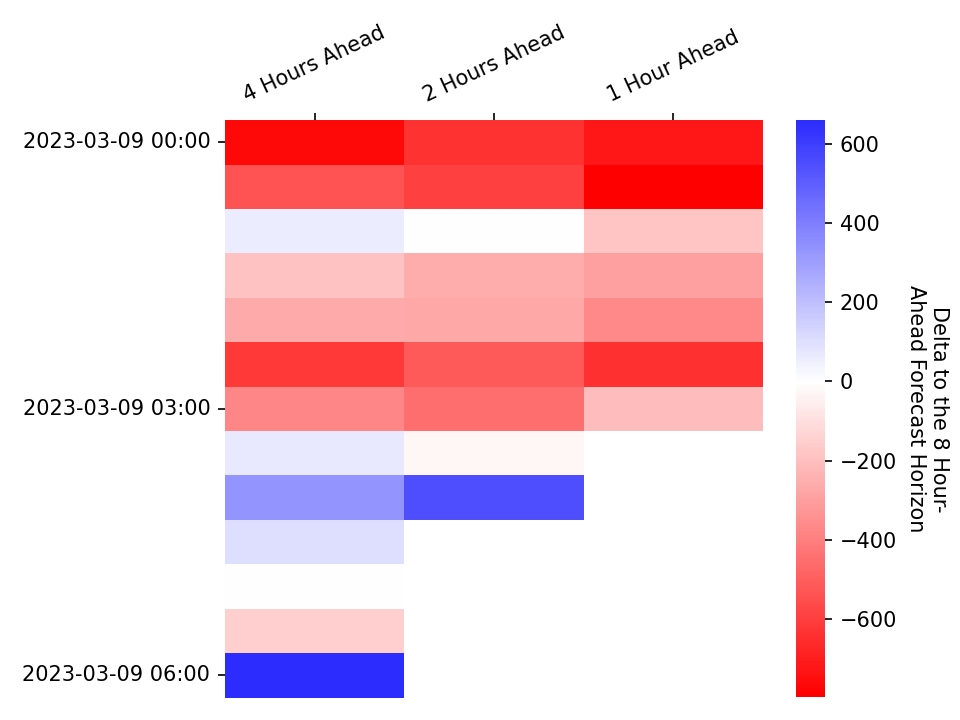 4 Hours Ahead
2 Hours Ahead
1 Hour Ahead
2023-03-09 00:00
2023-03-09 03:00
2023-03-09 06:00
600
400
200
0
−200
−400
−600
Delta to the 8 Hour-
Ahead Forecast Horizon